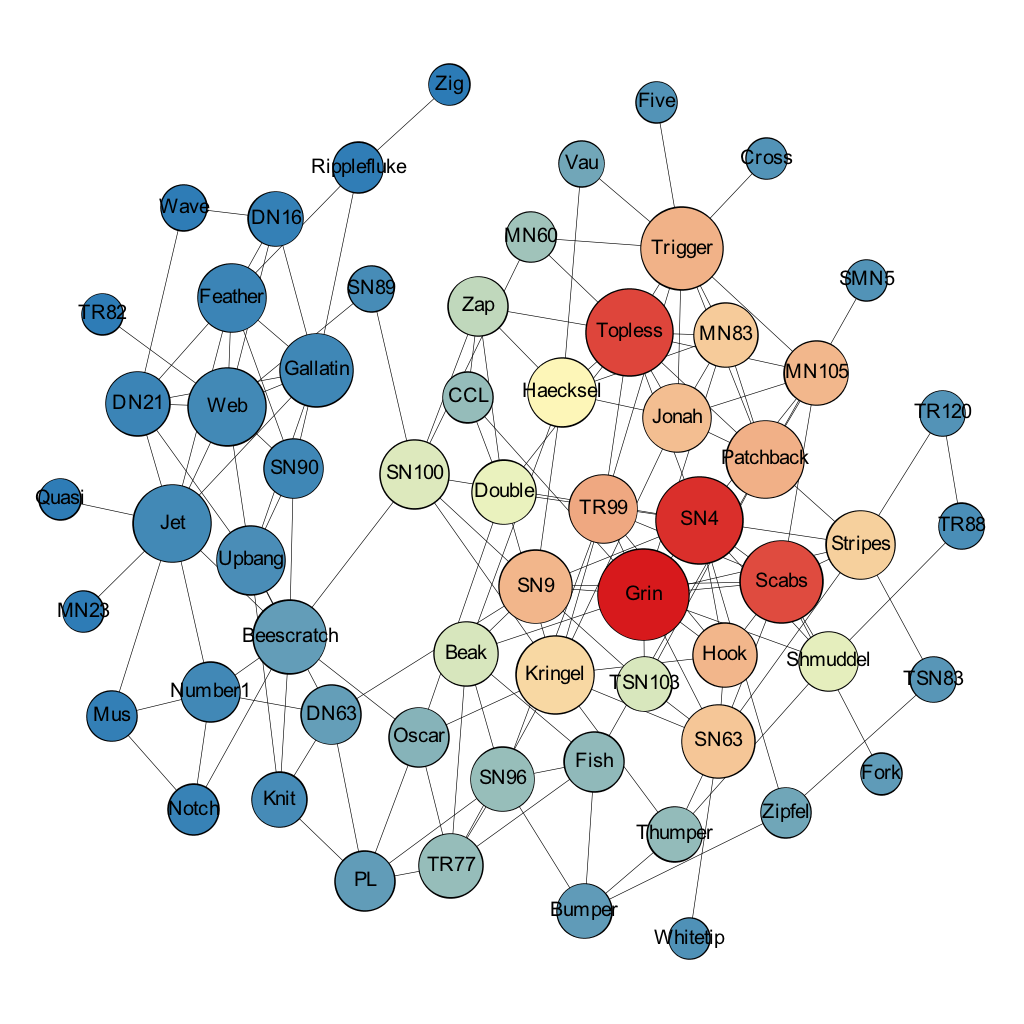 Zig
Five
Cross
Vau
Ripplefluke
Wave
DN16
MN60
Trigger
SMN5
SN89
Feather
Zap
TR82
Topless
MN83
Gallatin
MN105
Haecksel
CCL
DN21
Web
Jonah
TR120
Patchback
SN90
SN100
Double
Quasi
TR99
SN4
Jet
TR88
Stripes
Upbang
SN9
Grin
Scabs
MN23
Beescratch
Beak
Hook
Shmuddel
Kringel
TSN103
TSN83
Number1
Mus
DN63
Oscar
SN63
Fish
SN96
Fork
Knit
Notch
Zipfel
Thumper
TR77
PL
Bumper
Whitetip